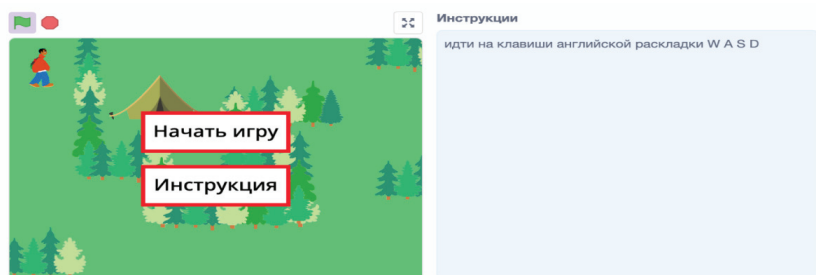 Инструкции
идти на клавиши английской раскладки W A S D
Начать игру
Инструкция